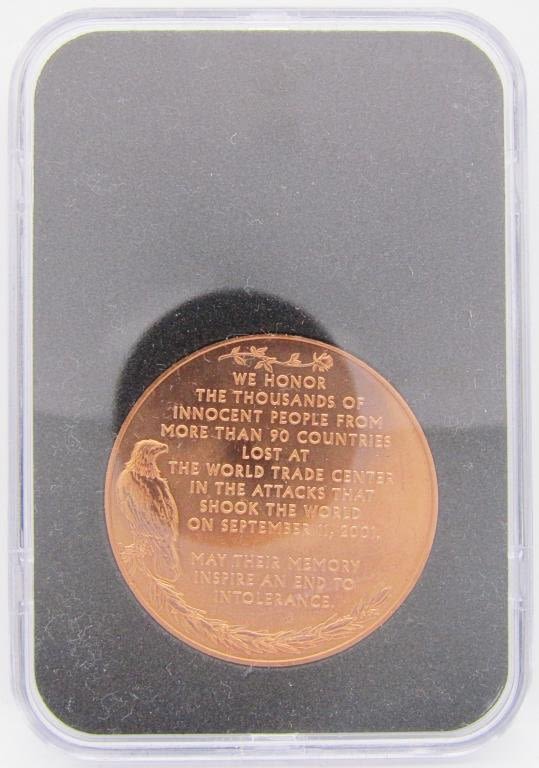 WE HONOR
THE THOUSANDS OF
INNOCENT PEOPLE FROM
MORE THAN 90 COUNTRIES
LOST AT
THE WORLD TRADE CENTER
IN THE ATTACKS THAT
SHOOK THE WORLD
ON SEPTEMBER 11, 2001.
MAY THEIR MEMORY
INSPIRE AN END TO
INTOLERANCE.